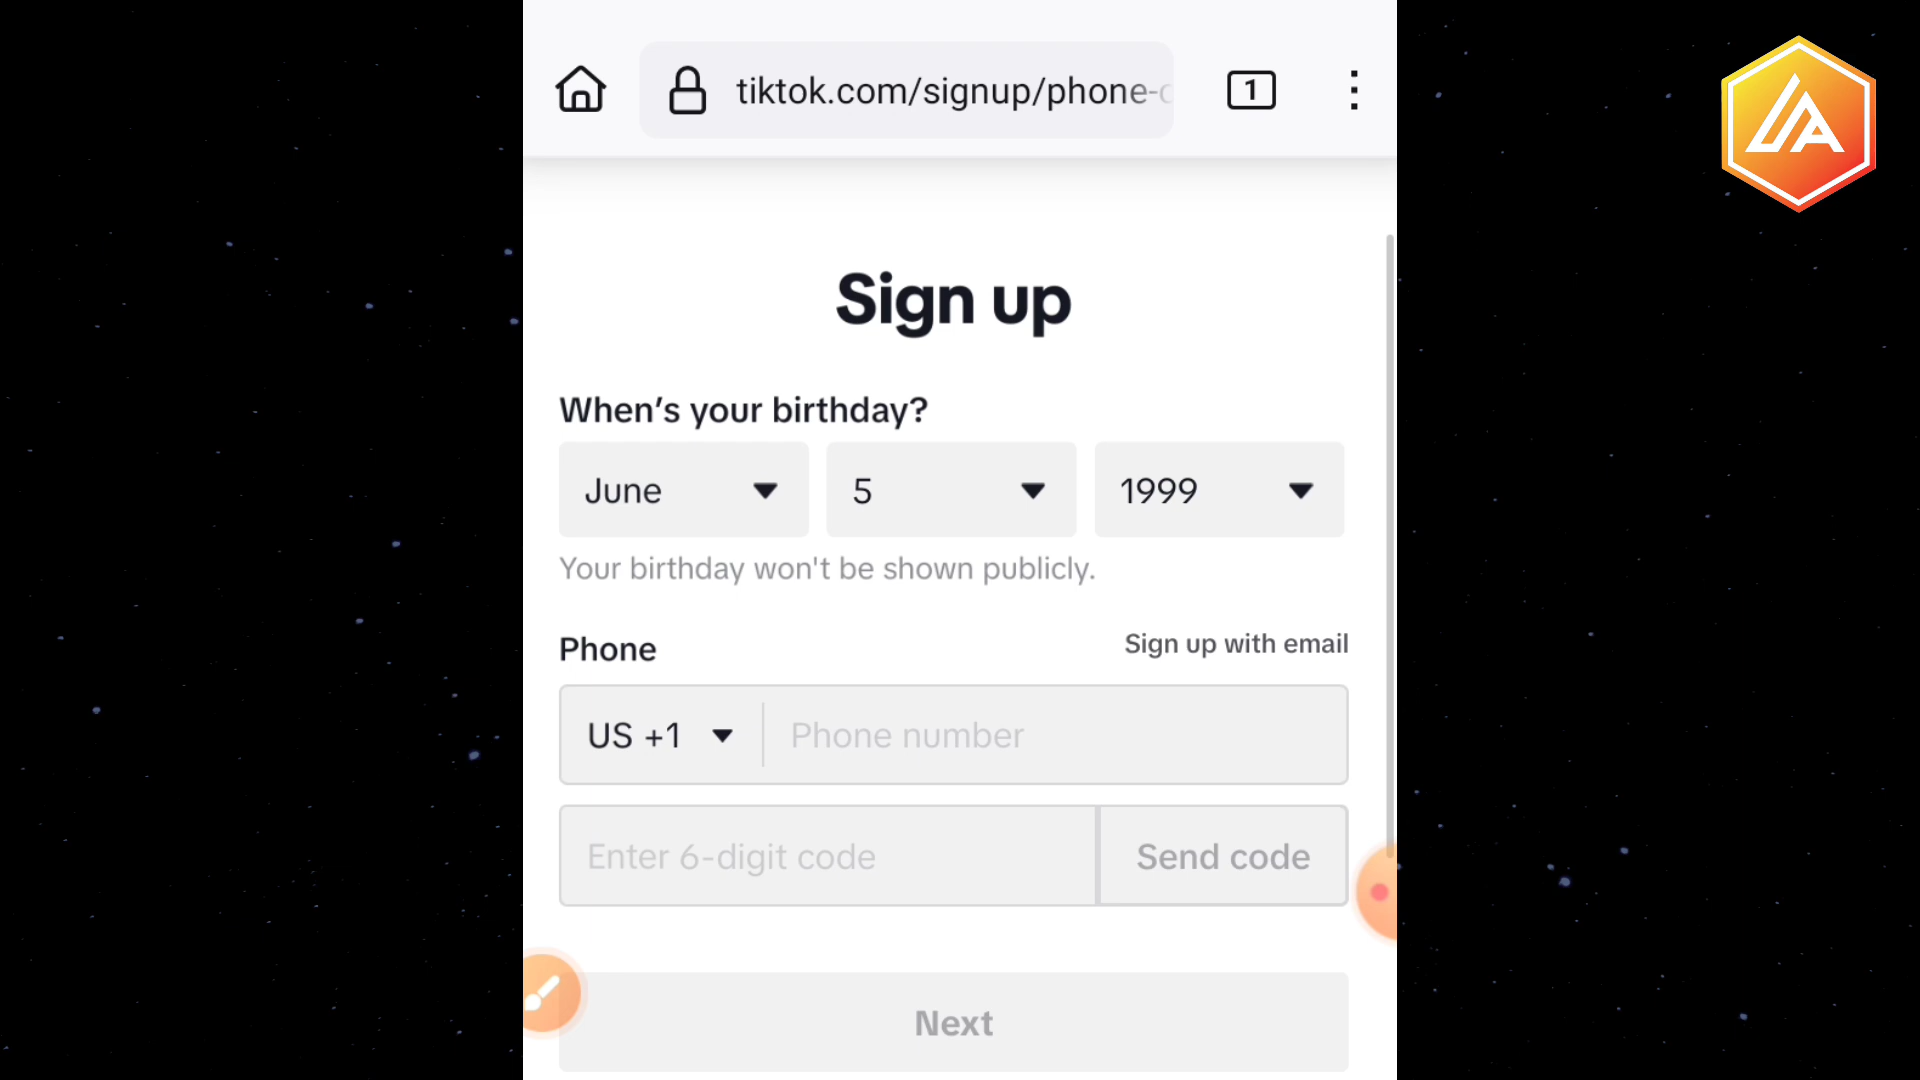 tiktok.com/signup/phone-
1
Sign up
When’s your birthday?
June 5 1999
Your birthday won't be shown publicly.
Phone Sign up with email
US +1 Phone number
Enter 6-digit code Send code
Next